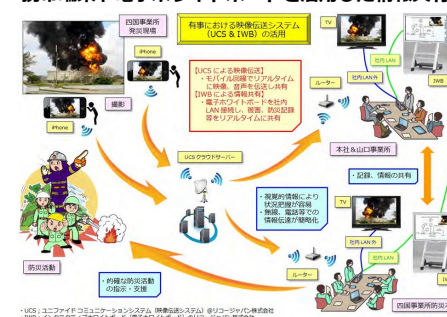 四国事業所
発災現場
有事における映像伝送システム
(UCS & IWB) の活用
iPhone
撮影
iPhone
【UCSによる映像伝送】
・モバイル回線でリアルタイム
に映像、音声を伝送し共有
【IWBによる情報共有】
・電子ホワイトボードを社内
LAN接続し、被害、防災記録
等をリアルタイムに共有
TV
社内LAN
社内LAN外
ルーター
IWB
本社&山口事業所
UCSクラウドサーバー
・記録、情報の共有
・視覚的情報により
状況把握が容易
・無線、電話等での
情報伝達が簡略化
TV
社内LAN
社内LAN外
ルーター
防災活動
・的確な防災活動
の指示・支援
四国事業所防災
・UCS;ユニファイドコミュニケーションシステム(映像伝送システム)@リコージャパン株式会社